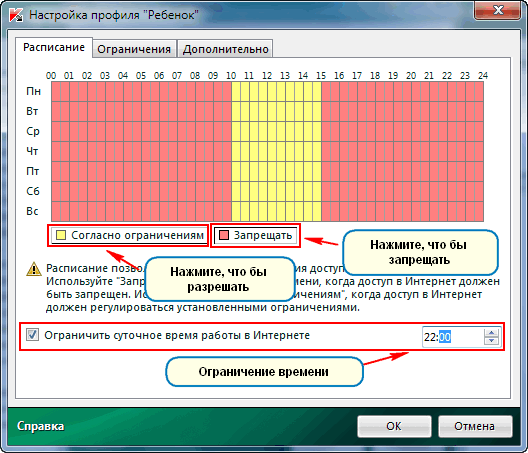 Настройка профиля "Ребенок"
Расписание Ограничения Дополнительно
00 01 02 03 04 05 06 07 08 09 10 11 12 13 14 15 16 17 18 19 20 21 22 23 24
Пн
Вт
Ср
Чт
Пт
Сб
Вс
Согласно ограничениям Запрещать
Нажмите, что бы
запрещать
Нажмите, что бы
разрешать
Расписание позво ия досту
Используйте "Запр мени, когда доступ в Интернет должен
быть запрещен. Ис ничениям", когда доступ в Интернет
должен регулироваться установленными ограничениями.
Ограничить суточное время работы в Интернете 22:00
Ограничение времени
Справка OK Отмена